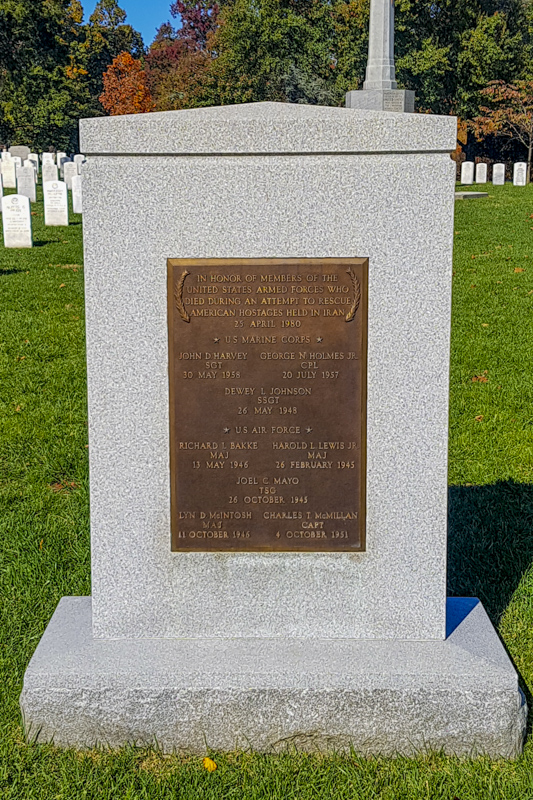 IN HONOR OF MEMBERS OF THE
UNITED STATES ARMED FORCES WHO
DIED DURING AN ATTEMPT TO RESCUE
AMERICAN HOSTAGES HELD IN IRAN
25 APRIL 1980
★ U.S MARINE CORPS ★
JOHN D HARVEY GEORGE N HOLMES JR.
SGT CPL
30 MAY 1958 20 JULY 1957
DEWEY L JOHNSON
SSGT
26 MAY 1948
★ U.S AIR FORCE ★
RICHARD L BAKKE HAROLD L LEWIS JR
MAJ MAJ
13 MAY 1946 26 FEBRUARY 1945
JOEL C MAYO
TSG
26 OCTOBER 1945
LYN D McINTOSH CHARLES T McMILLAN
MAJ CAPT
11 OCTOBER 1946 4 OCTOBER 1951